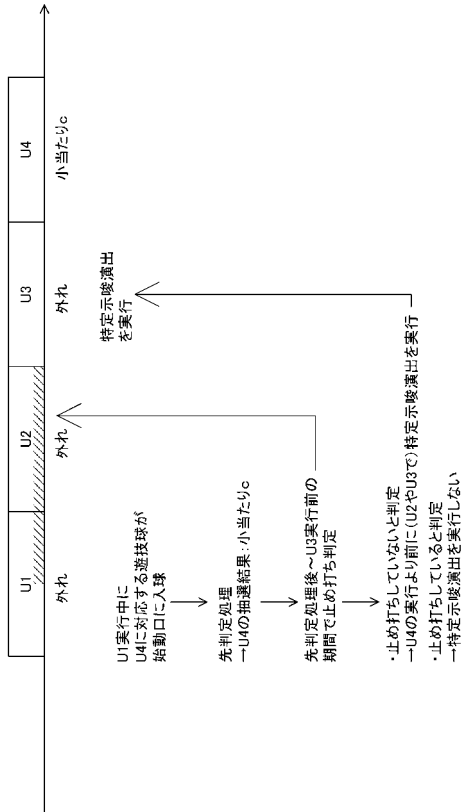 U1
U2
U3
U4
外れ
外れ
外れ
小当たりc
特定示唆演出
を実行
U1実行中に
U4に対応する遊技球が
始動口に入球
先判定処理
→U4の抽選結果：小当たりc
先判定処理後～U3実行前の
期間で止め打ち判定
・止め打ちしていないと判定
→U4の実行より前に(U2やU3で)特定示唆演出を実行
・止め打ちしていると判定
→特定示唆演出を実行しない